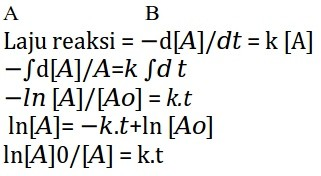 A B
Laju reaksi = −d[A]/dt = k [A]
−∫d[A]/A=k ∫d t
−ln [A]/[Ao] = k.t
ln[A]= −k.t+ln [Ao]
ln[A]0/[A] = k.t